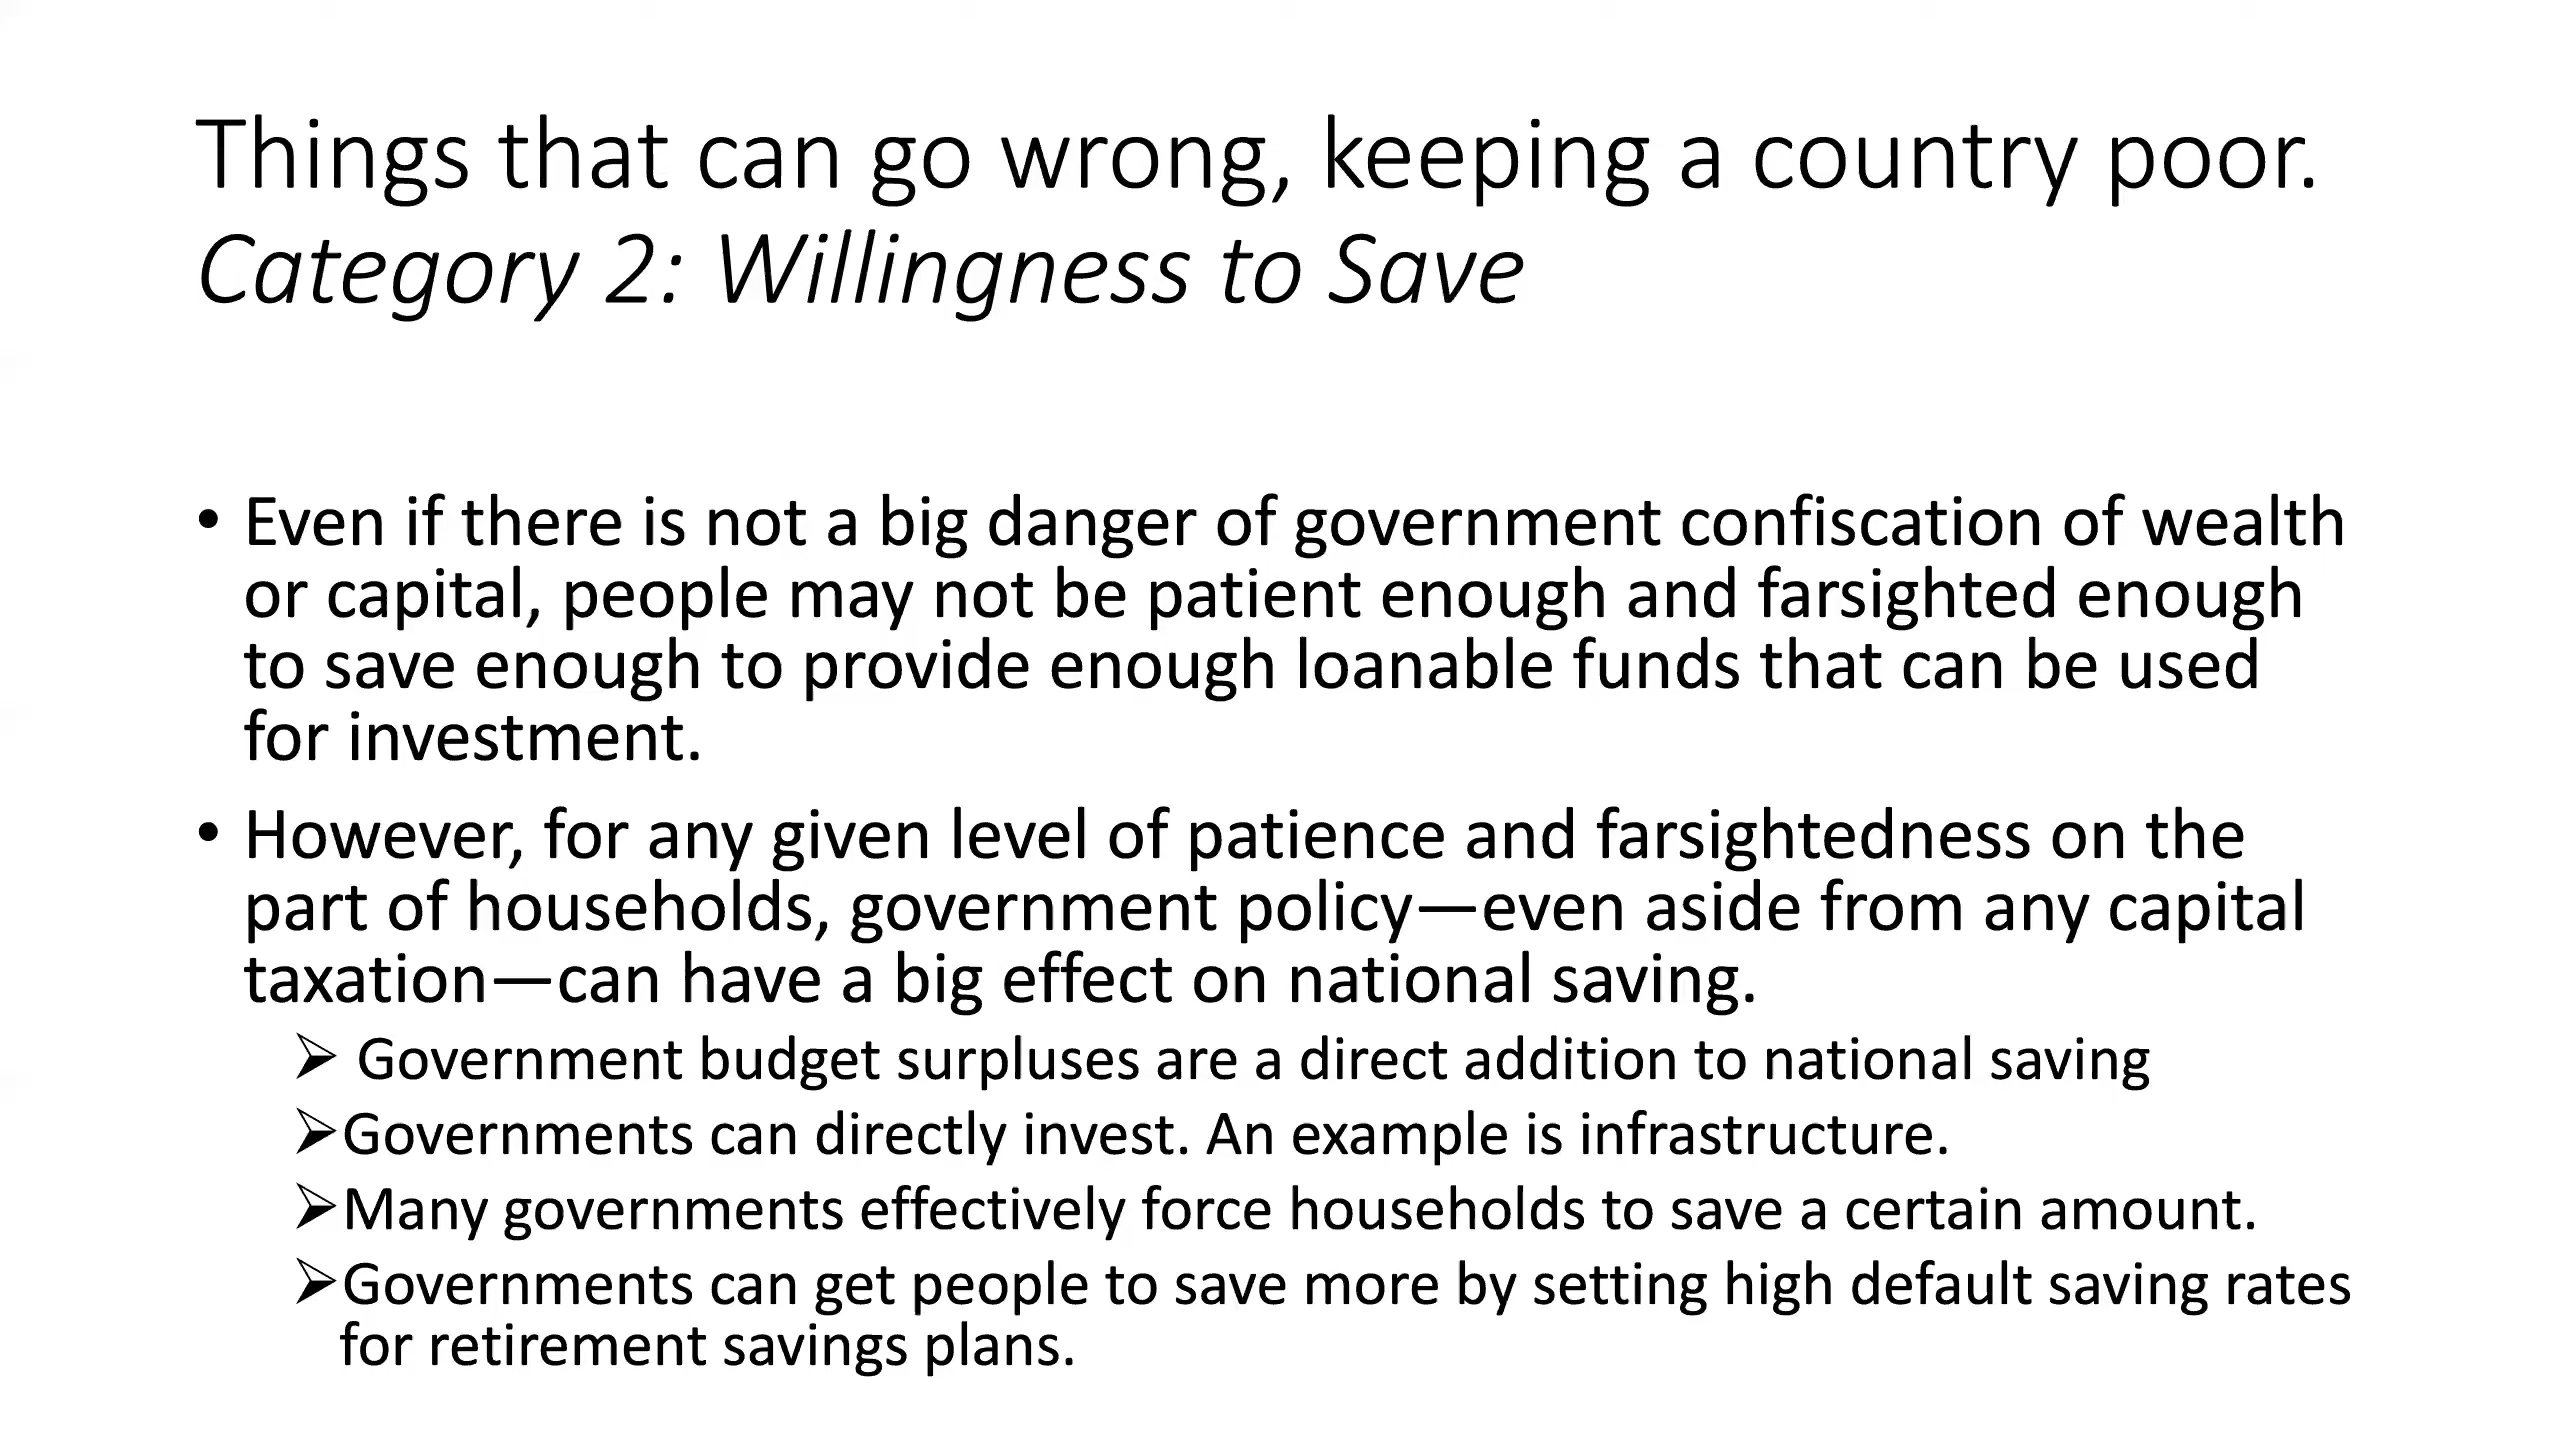 Things that can go wrong, keeping a country poor.
Category 2: Willingness to Save
• Even if there is not a big danger of government confiscation of wealth
or capital, people may not be patient enough and farsighted enough
to save enough to provide enough loanable funds that can be used
for investment.
• However, for any given level of patience and farsightedness on the
part of households, government policy—even aside from any capital
taxation—can have a big effect on national saving.
➢ Government budget surpluses are a direct addition to national saving
➢Governments can directly invest. An example is infrastructure.
➢Many governments effectively force households to save a certain amount.
➢Governments can get people to save more by setting high default saving rates
for retirement savings plans.